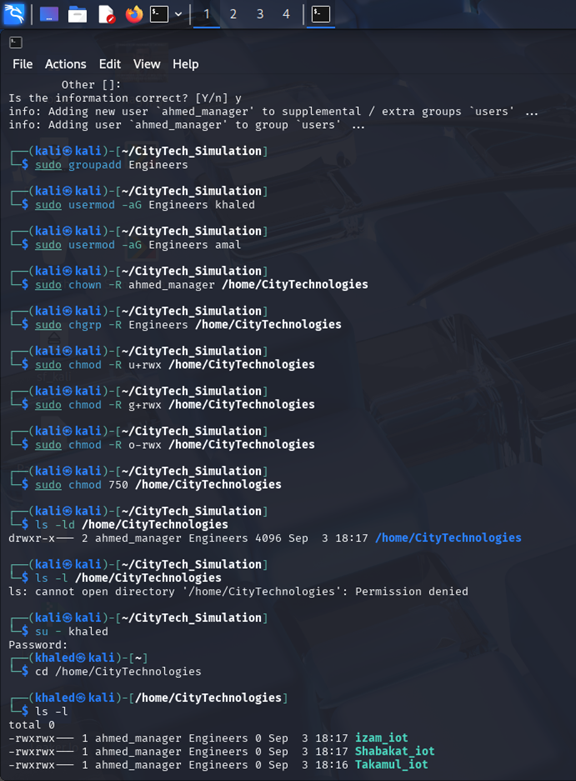 1 2 3 4
File Actions Edit View Help
Other []:
Is the information correct? [Y/n] y
info: Adding new user `ahmed_manager' to supplemental / extra groups `users' ...
info: Adding user `ahmed_manager' to group `users' ...
┌──(kali㉿kali)-[~/CityTech_Simulation]
└─$ sudo groupadd Engineers
┌──(kali㉿kali)-[~/CityTech_Simulation]
└─$ sudo usermod -aG Engineers khaled
┌──(kali㉿kali)-[~/CityTech_Simulation]
└─$ sudo usermod -aG Engineers amal
┌──(kali㉿kali)-[~/CityTech_Simulation]
└─$ sudo chown -R ahmed_manager /home/CityTechnologies
┌──(kali㉿kali)-[~/CityTech_Simulation]
└─$ sudo chgrp -R Engineers /home/CityTechnologies
┌──(kali㉿kali)-[~/CityTech_Simulation]
└─$ sudo chmod -R u+rwx /home/CityTechnologies
┌──(kali㉿kali)-[~/CityTech_Simulation]
└─$ sudo chmod -R g+rwx /home/CityTechnologies
┌──(kali㉿kali)-[~/CityTech_Simulation]
└─$ sudo chmod -R o-rwx /home/CityTechnologies
┌──(kali㉿kali)-[~/CityTech_Simulation]
└─$ sudo chmod 750 /home/CityTechnologies
┌──(kali㉿kali)-[~/CityTech_Simulation]
└─$ ls -ld /home/CityTechnologies
drwxr-x--- 2 ahmed_manager Engineers 4096 Sep  3 18:17 /home/CityTechnologies
┌──(kali㉿kali)-[~/CityTech_Simulation]
└─$ ls -l /home/CityTechnologies
ls: cannot open directory '/home/CityTechnologies': Permission denied
┌──(kali㉿kali)-[~/CityTech_Simulation]
└─$ su - khaled
Password:
┌──(khaled㉿kali)-[~]
└─$ cd /home/CityTechnologies
┌──(khaled㉿kali)-[/home/CityTechnologies]
└─$ ls -l
total 0
-rwxrwx--- 1 ahmed_manager Engineers 0 Sep  3 18:17 izam_iot
-rwxrwx--- 1 ahmed_manager Engineers 0 Sep  3 18:17 Shabakat_iot
-rwxrwx--- 1 ahmed_manager Engineers 0 Sep  3 18:16 Takamul_iot